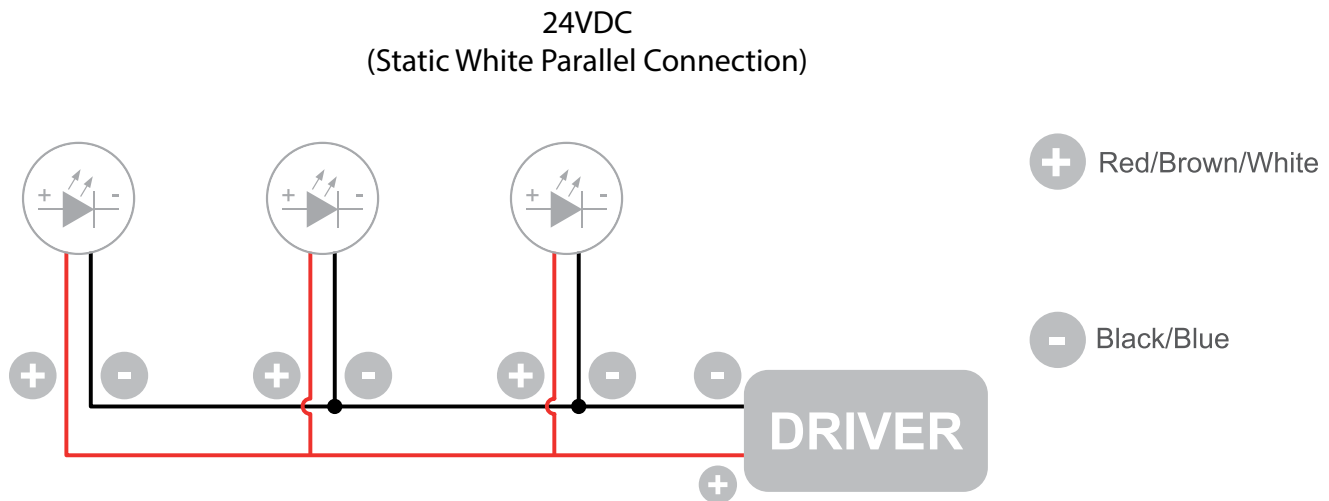 24VDC
(Static White Parallel Connection)
+ -
+ -
+ -
+ Red/Brown/White
- Black/Blue
+ -
+ -
+ -
-
DRIVER
+